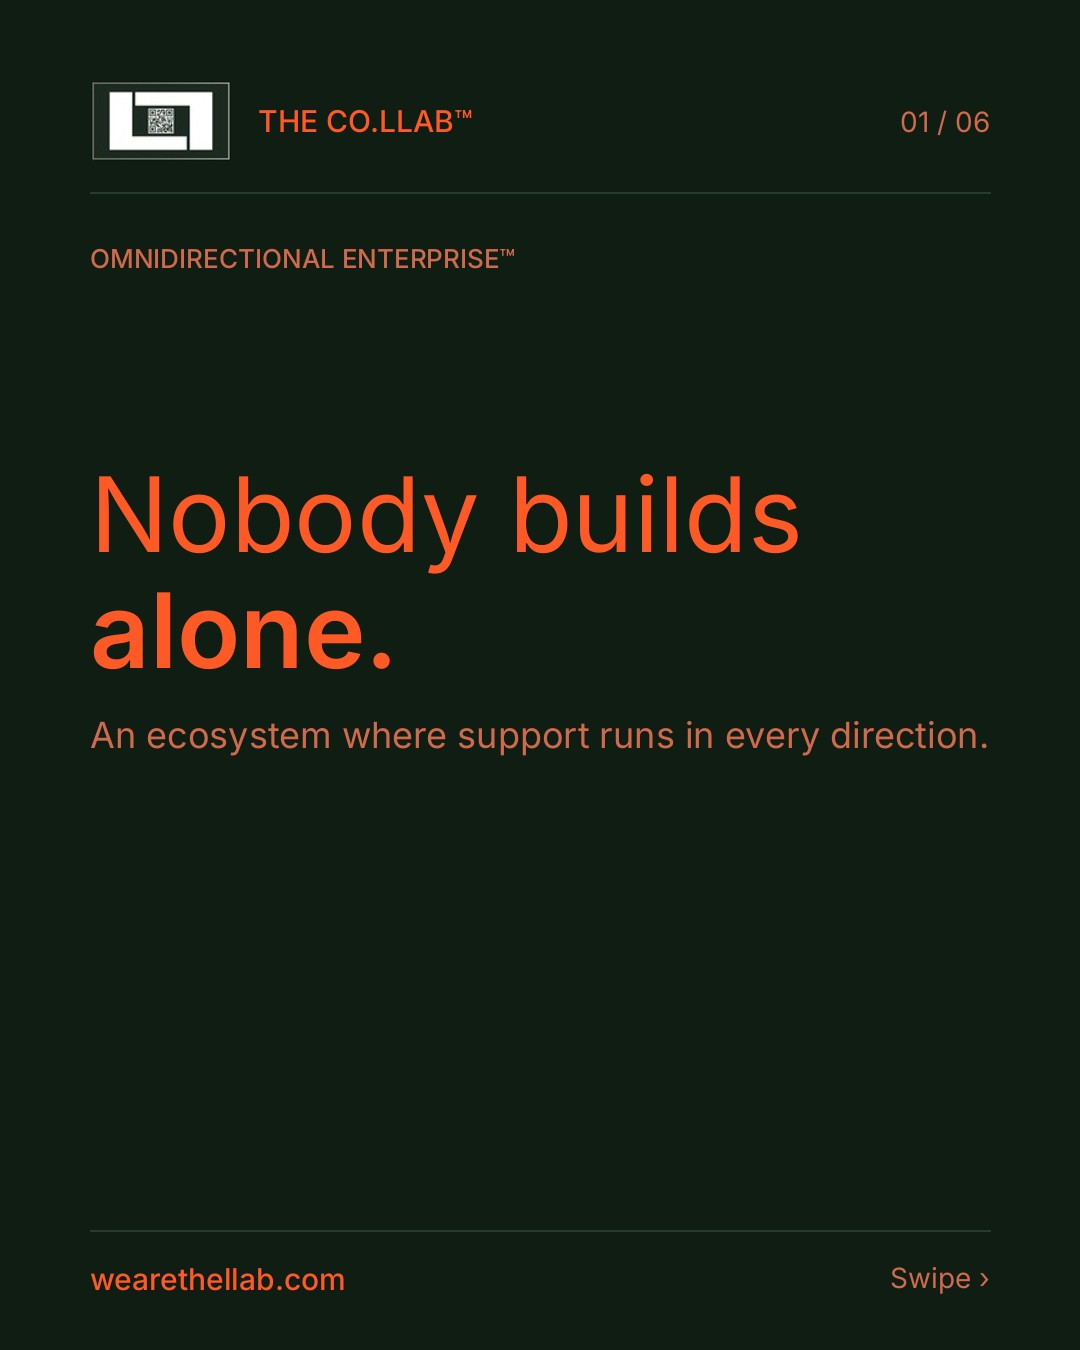 THE CO.LLAB™
01 / 06
OMNIDIRECTIONAL ENTERPRISE™
Nobody builds
alone.
An ecosystem where support runs in every direction.
wearethellab.com
Swipe ›